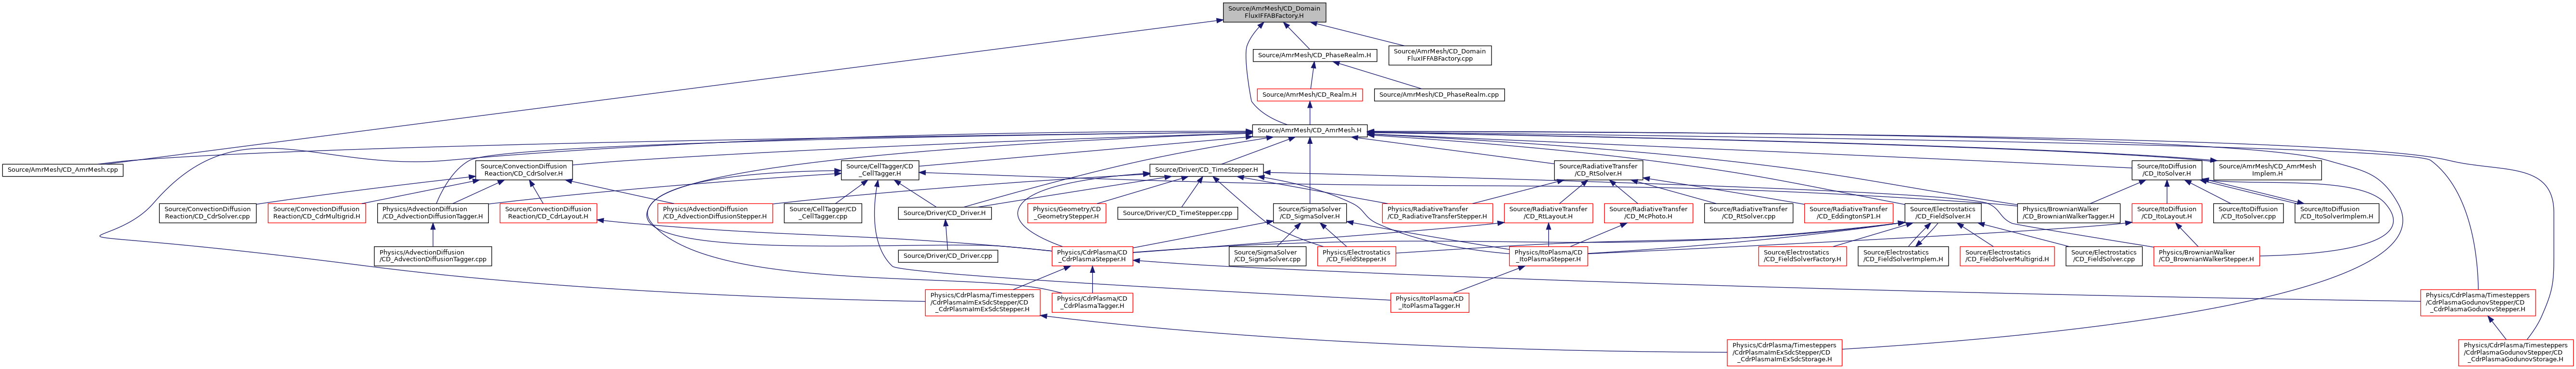 Source/AmrMesh/CD_Domain
FluxIFFABFactory.H
Source/AmrMesh/CD_PhaseRealm.H
Source/AmrMesh/CD_Domain
FluxIFFABFactory.cpp
Source/AmrMesh/CD_Realm.H
Source/AmrMesh/CD_PhaseRealm.cpp
Source/AmrMesh/CD_AmrMesh.H
Source/AmrMesh/CD_AmrMesh.cpp
Source/ConvectionDiffusion
Reaction/CD_CdrSolver.H
Source/CellTagger/CD
_CellTagger.H
Source/Driver/CD_TimeStepper.H
Source/RadiativeTransfer
/CD_RtSolver.H
Source/ItoDiffusion
/CD_ItoSolver.H
Source/AmrMesh/CD_AmrMesh
Implem.H
Source/ConvectionDiffusion
Reaction/CD_CdrSolver.cpp
Source/ConvectionDiffusion
Reaction/CD_CdrMultigrid.H
Physics/AdvectionDiffusion
/CD_AdvectionDiffusionTagger.H
Source/ConvectionDiffusion
Reaction/CD_CdrLayout.H
Physics/AdvectionDiffusion
/CD_AdvectionDiffusionStepper.H
Source/CellTagger/CD
_CellTagger.cpp
Source/Driver/CD_Driver.H
Physics/Geometry/CD
_GeometryStepper.H
Source/Driver/CD_TimeStepper.cpp
Source/SigmaSolver
/CD_SigmaSolver.H
Physics/RadiativeTransfer
/CD_RadiativeTransferStepper.H
Source/RadiativeTransfer
/CD_RtLayout.H
Source/RadiativeTransfer
/CD_McPhoto.H
Source/RadiativeTransfer
/CD_RtSolver.cpp
Source/RadiativeTransfer
/CD_EddingtonSP1.H
Source/Electrostatics
/CD_FieldSolver.H
Physics/BrownianWalker
/CD_BrownianWalkerTagger.H
Source/ItoDiffusion
/CD_ItoLayout.H
Source/ItoDiffusion
/CD_ItoSolver.cpp
Source/ItoDiffusion
/CD_ItoSolverImplem.H
Physics/AdvectionDiffusion
/CD_AdvectionDiffusionTagger.cpp
Source/Driver/CD_Driver.cpp
Physics/CdrPlasma/CD
_CdrPlasmaStepper.H
Source/SigmaSolver
/CD_SigmaSolver.cpp
Physics/Electrostatics
/CD_FieldStepper.H
Physics/ItoPlasma/CD
_ItoPlasmaStepper.H
Source/Electrostatics
/CD_FieldSolverFactory.H
Source/Electrostatics
/CD_FieldSolverImplem.H
Source/Electrostatics
/CD_FieldSolverMultigrid.H
Source/Electrostatics
/CD_FieldSolver.cpp
Physics/BrownianWalker
/CD_BrownianWalkerStepper.H
Physics/CdrPlasma/Timesteppers
/CdrPlasmaImExSdcStepper/CD
_CdrPlasmaImExSdcStepper.H
Physics/CdrPlasma/CD
_CdrPlasmaTagger.H
Physics/ItoPlasma/CD
_ItoPlasmaTagger.H
Physics/CdrPlasma/Timesteppers
/CdrPlasmaGodunovStepper/CD
_CdrPlasmaGodunovStepper.H
Physics/CdrPlasma/Timesteppers
/CdrPlasmaImExSdcStepper/CD
_CdrPlasmaImExSdcStorage.H
Physics/CdrPlasma/Timesteppers
/CdrPlasmaGodunovStepper/CD
_CdrPlasmaGodunovStorage.H